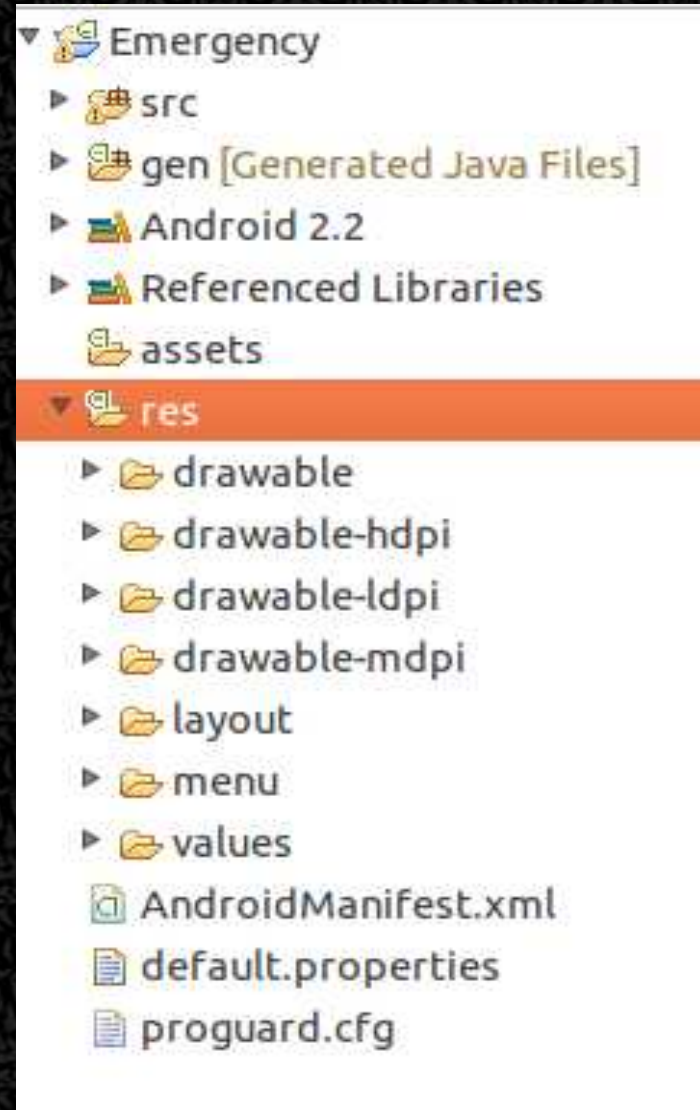 Emergency
src
gen [Generated Java Files]
Android 2.2
Referenced Libraries
assets
res
drawable
drawable-hdpi
drawable-ldpi
drawable-mdpi
layout
menu
values
AndroidManifest.xml
default.properties
proguard.cfg